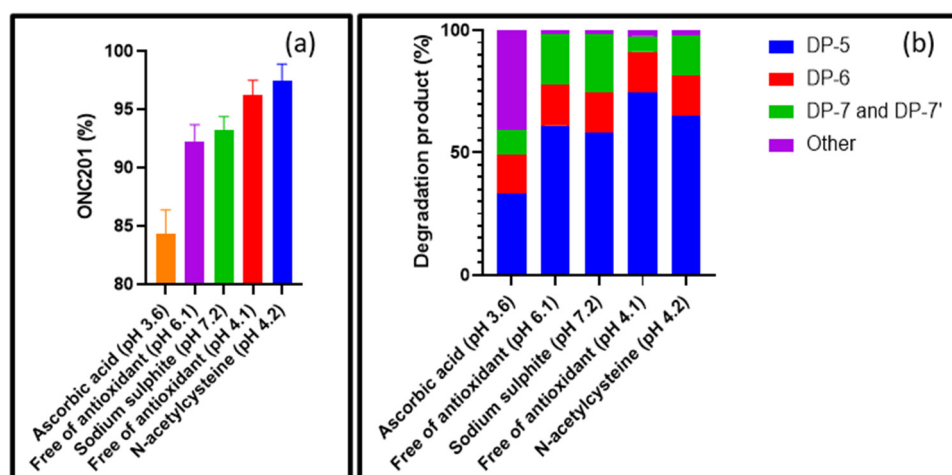 (a)
ONC201 (%)
100
95
90
85
80
Ascorbic acid (pH 3.6)
Free of antioxidant (pH 6.1)
Sodium sulphite (pH 7.2)
Free of antioxidant (pH 4.1)
N-acetylcysteine (pH 4.2)
(b)
Degradation product (%)
100
50
0
Ascorbic acid (pH 3.6)
Free of antioxidant (pH 6.1)
Sodium sulphite (pH 7.2)
Free of antioxidant (pH 4.1)
N-acetylcysteine (pH 4.2)
DP-5
DP-6
DP-7 and DP-7'
Other